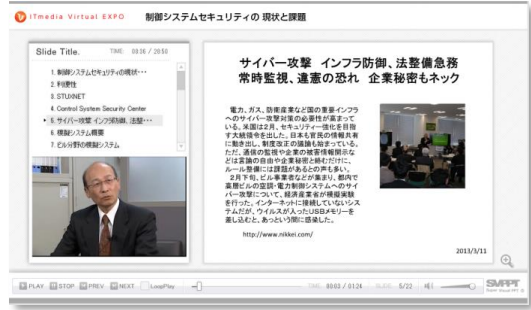 ITmedia Virtual EXPO
制御システムセキュリティの 現状と課題
Slide Title.
TIME: 08:36 / 26:50
1. 制御システムセキュリティの現状･･･
2. 利便性
3. STUXNET
4. Control System Security Center
5. サイバー攻撃 インフラ防御、法整･･･
6. 模擬システム概要
7. ビル分野の模擬システム
サイバー攻撃 インフラ防御、法整備急務
常時監視、違憲の恐れ 企業秘密もネック
電力、ガス、防衛産業など国の重要インフラ
へのサイバー攻撃対策の必要性が高まって
いる。米国は2月、セキュリティー強化を目指
す大統領令を出した。日本も官民の情報共有
に動き出し、制度改正の議論も始まっている。
ただ、通信の監視や企業の被害情報開示な
どは言論の自由や企業秘密と絡むだけに、
ルール整備には課題があるとの声も多い。
2月下旬、ビル事業者などが集まり、都内で
高層ビルの空調・電力制御システムへのサイ
バー攻撃について、経済産業省が模擬実験
を行った。インターネットに接続していないシス
テムだが、ウイルスが入ったUSBメモリーを
差し込むと、あっという間に感染した。
http://www.nikkei.com/
2013/3/11
PLAY STOP PREV NEXT LoopPlay
TIME: 00:03 / 01:24 SLIDE: 5/22
SMPPT